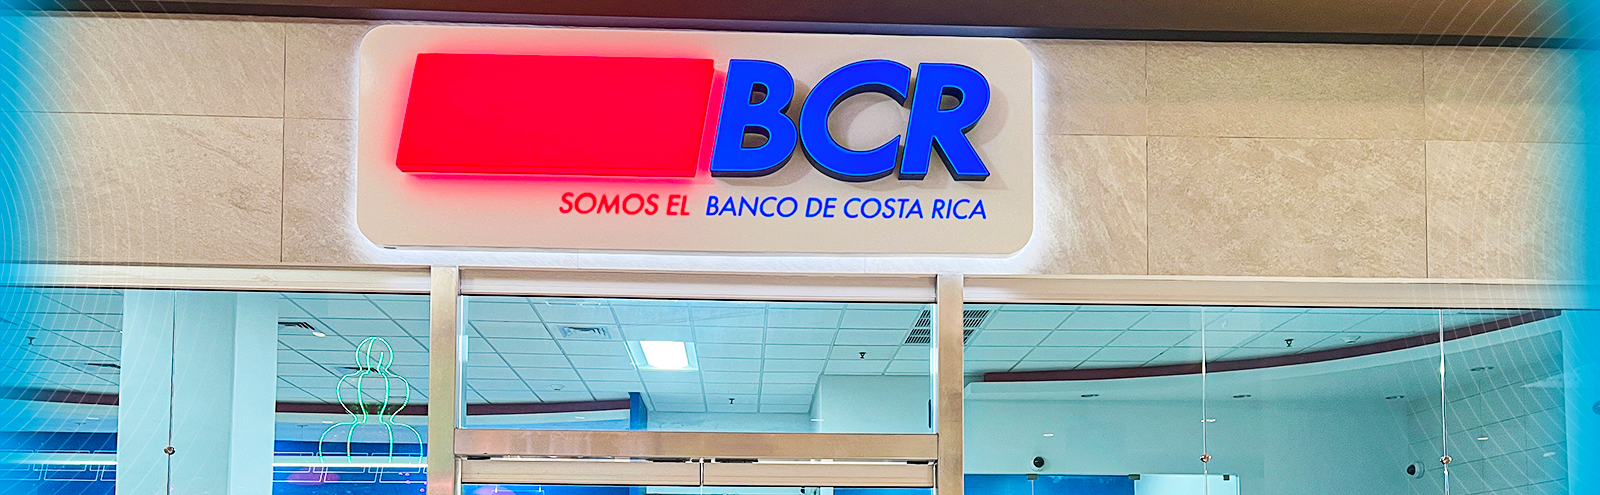 BCR
SOMOS EL BANCO DE COSTA RICA